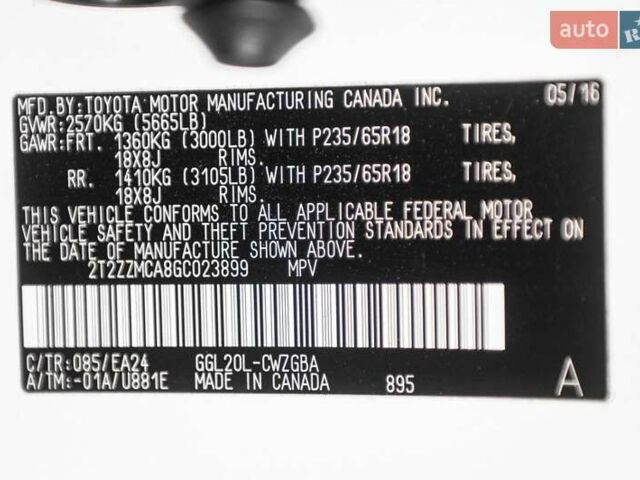 auto R
MFD.BY:TOYOTA MOTOR MANUFACTURING CANADA INC. 05/16
GVWR:2570KG (5665LB)
GAWR:FRT. 1360KG (3000LB) WITH P235/65R18 TIRES,
18X8J RIMS.
RR. 1410KG (3105LB) WITH P235/65R18 TIRES,
18X8J RIMS.
THIS VEHICLE CONFORMS TO ALL APPLICABLE FEDERAL MOTOR
VEHICLE SAFETY AND THEFT PREVENTION STANDARDS IN EFFECT ON
THE DATE OF MANUFACTURE SHOWN ABOVE.
2T2ZZMCA8GC023899 MPV
C/TR:085/EA24 GGL20L-CWZGBA
A/TM:-01A/U881E MADE IN CANADA 895 A